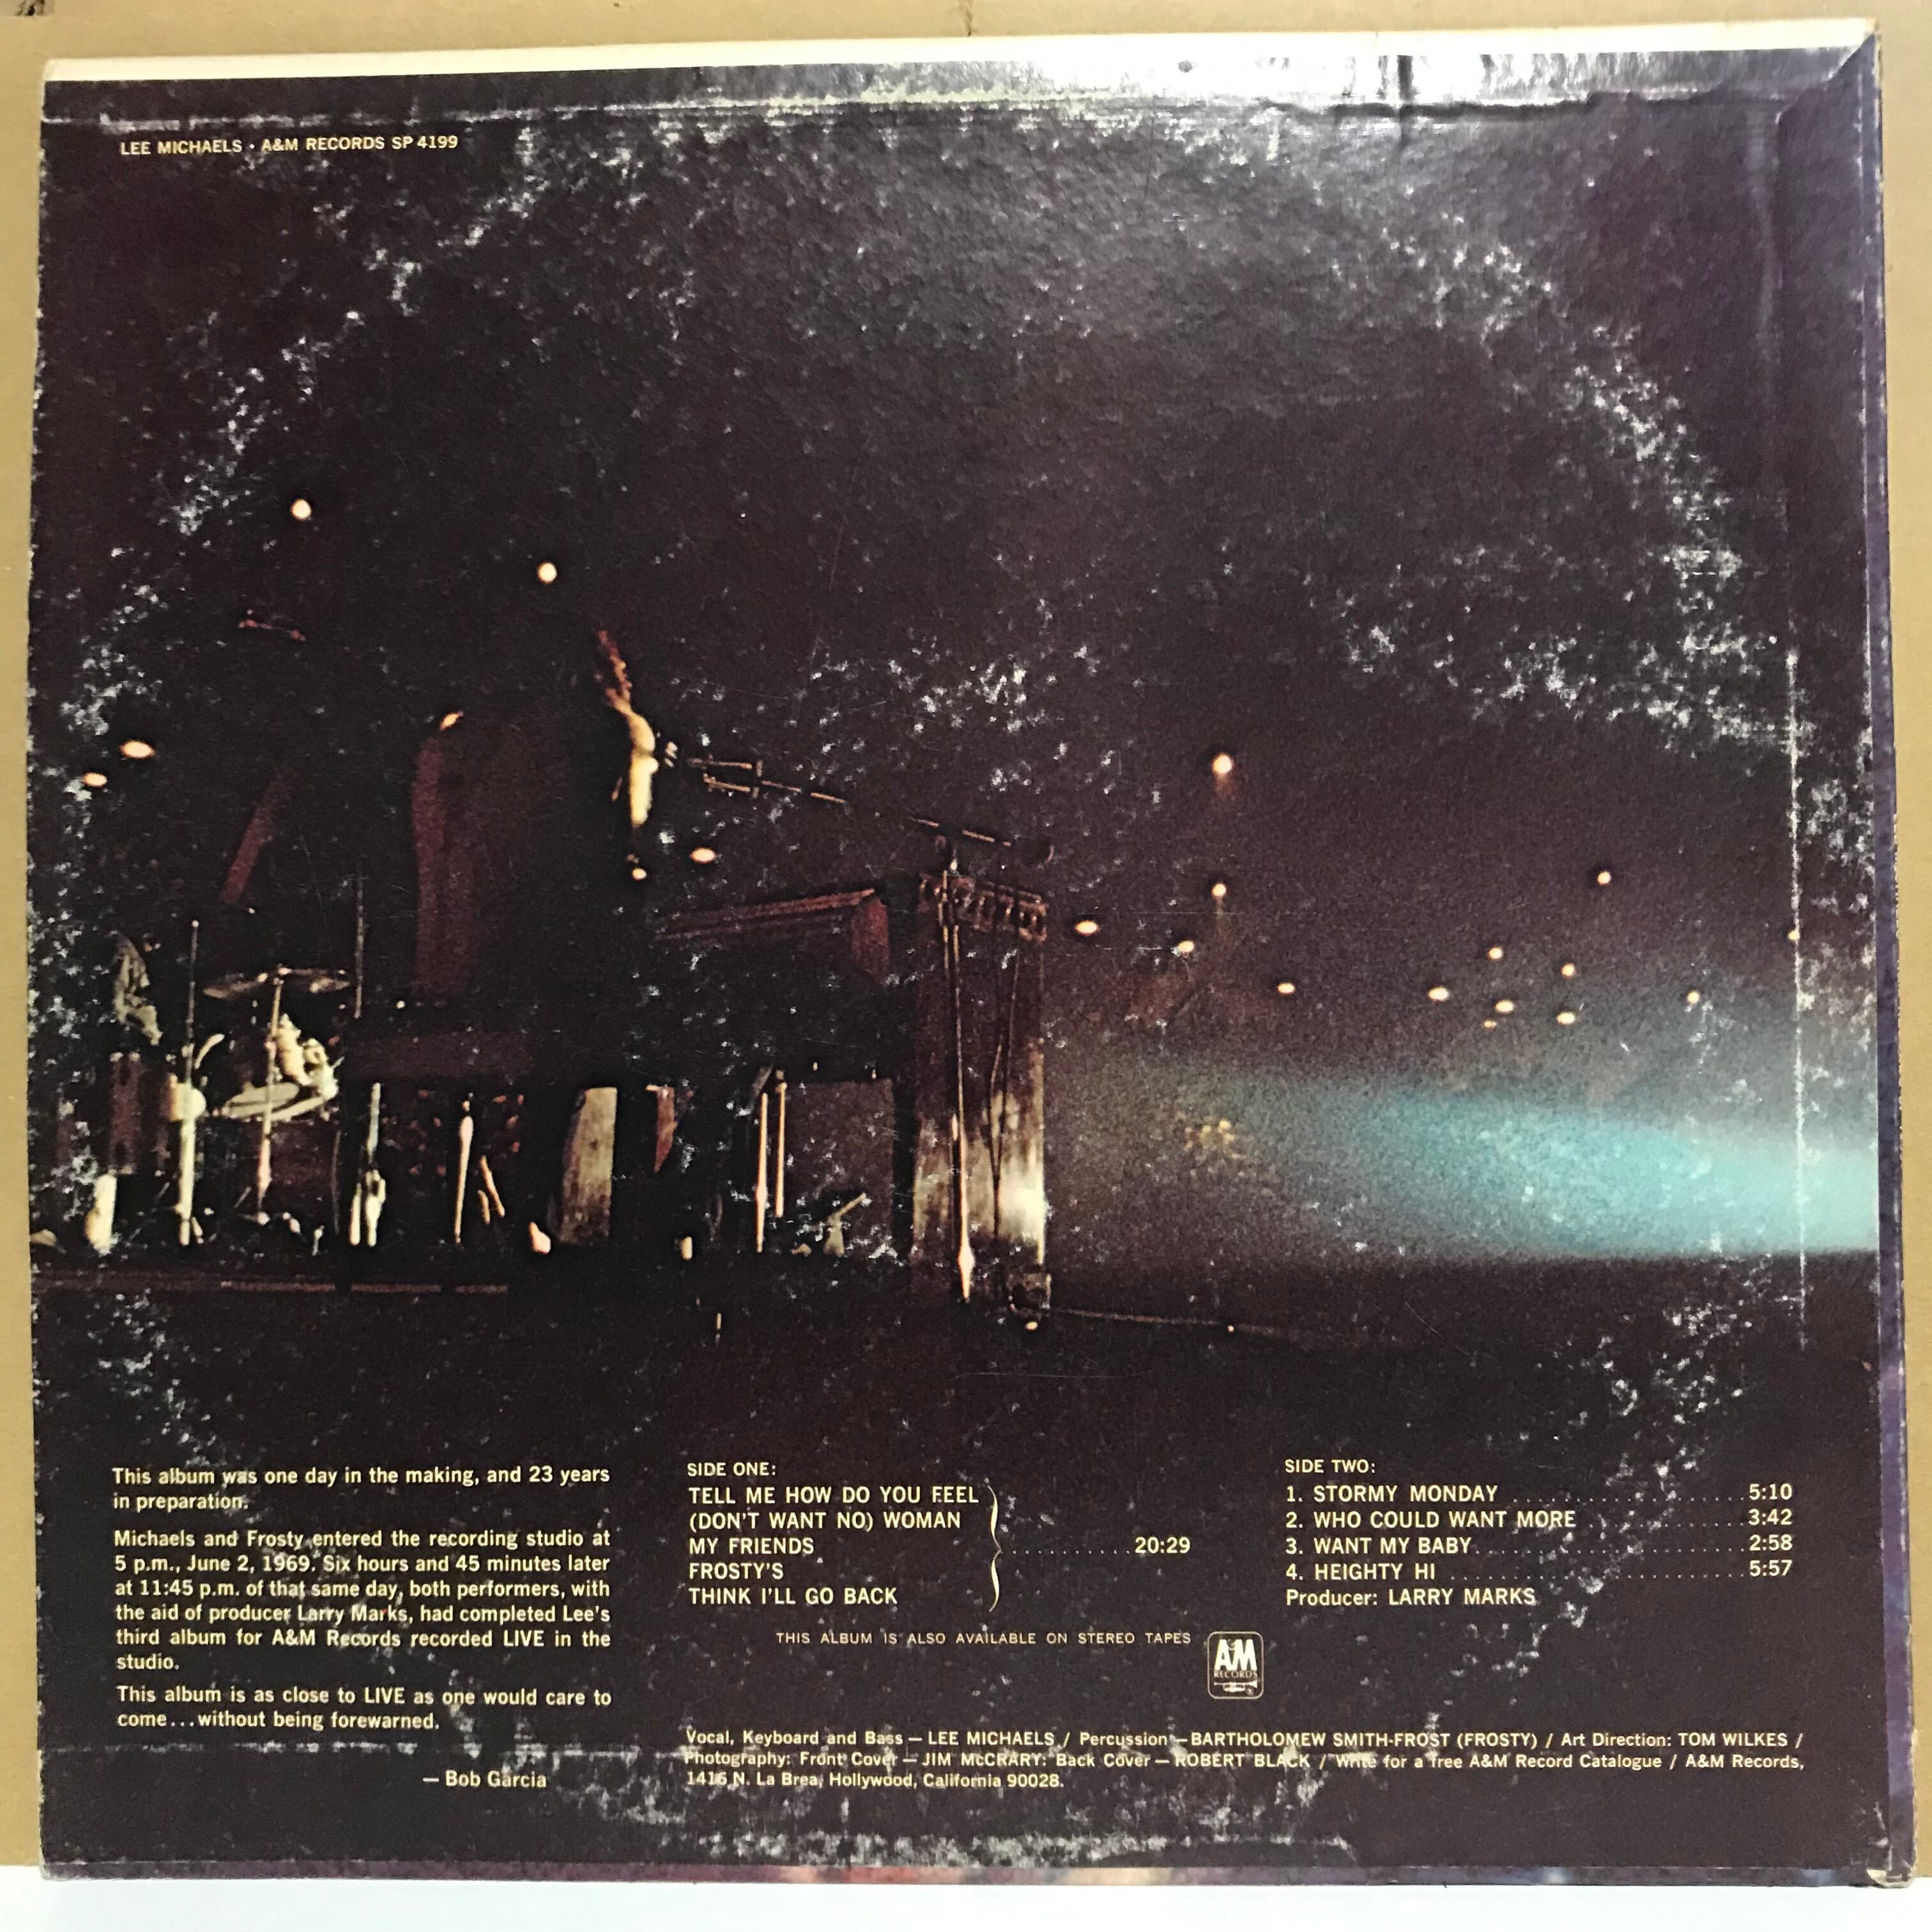 LEE MICHAELS • A&M RECORDS SP 4199
This album was one day in the making, and 23 years
in preparation.
Michaels and Frosty entered the recording studio at
5 p.m., June 2, 1969. Six hours and 45 minutes later
at 11:45 p.m. of that same day, both performers, with
the aid of producer Larry Marks, had completed Lee's
third album for A&M Records recorded LIVE in the
studio.
This album is as close to LIVE as one would care to
come...without being forewarned.
— Bob Garcia
SIDE ONE:
TELL ME HOW DO YOU FEEL
(DON'T WANT NO) WOMAN
MY FRIENDS ..........20:29
FROSTY'S
THINK I'LL GO BACK
SIDE TWO:
1. STORMY MONDAY ..................5:10
2. WHO COULD WANT MORE .............3:42
3. WANT MY BABY....................2:58
4. HEIGHTY HI ......................5:57
Producer: LARRY MARKS
THIS ALBUM IS ALSO AVAILABLE ON STEREO TAPES
A&M
RECORDS
Vocal, Keyboard and Bass — LEE MICHAELS / Percussion — BARTHOLOMEW SMITH-FROST (FROSTY) / Art Direction: TOM WILKES /
Photography: Front Cover — JIM McCRARY: Back Cover — ROBERT BLACK / Write for a free A&M Record Catalogue / A&M Records,
1416 N. La Brea, Hollywood, California 90028.